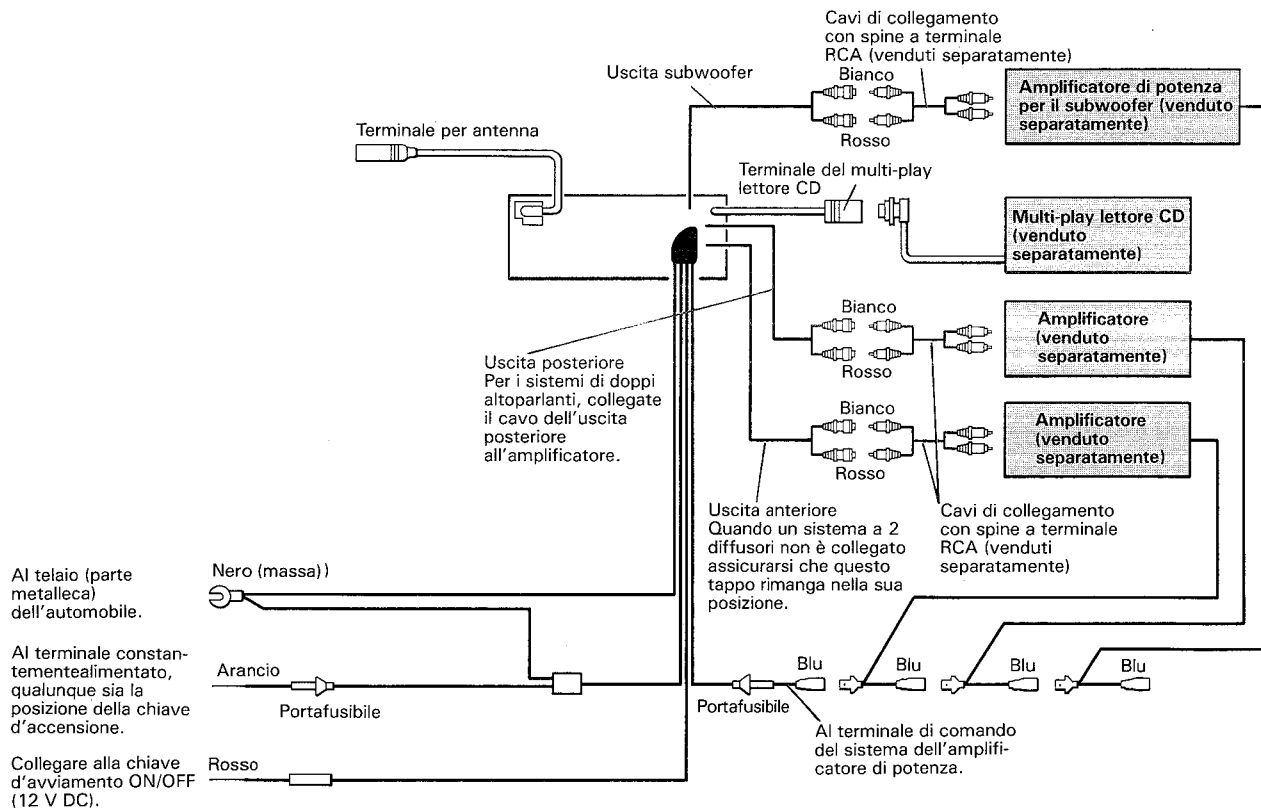 Cavi di collegamento
con spine a terminale
RCA (venduti separatamente)
Uscita subwoofer
Bianco
Rosso
Amplificatore di potenza
per il subwoofer (venduto
separatamente)
Terminale per antenna
Terminale del multi-play
lettore CD
Multi-play lettore CD
(venduto
separatamente)
Bianco
Rosso
Amplificatore
(venduto
separatamente)
Uscita posteriore
Per i sistemi di doppi
altoparlanti, collegate
il cavo dell'uscita
posteriore
all'amplificatore.
Bianco
Rosso
Amplificatore
(venduto
separatamente)
Uscita anteriore
Quando un sistema a 2
diffusori non è collegato
assicurarsi che questo
tappo rimanga nella sua
posizione.
Cavi di collegamento
con spine a terminale
RCA (venduti
separatamente)
Al telaio (parte
metalleca)
dell'automobile.
Nero (massa))
Al terminale constan-
tementealimentato,
qualunque sia la
posizione della chiave
d'accensione.
Arancio
Portafusibile
Portafusibile
Blu
Blu
Blu
Blu
Al terminale di comando
del sistema dell'amplifi-
catore di potenza.
Collegare alla chiave
d'avviamento ON/OFF
(12 V DC).
Rosso